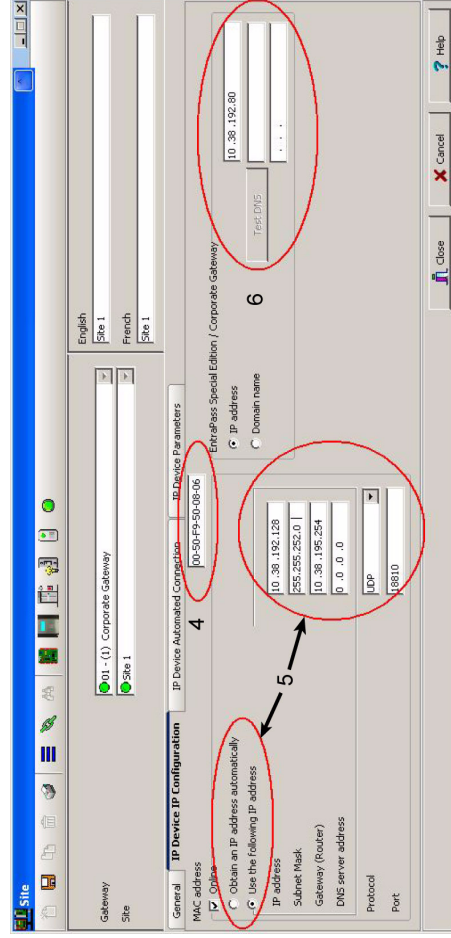 Site
Gateway
01 - (1) Corporate Gateway
Site
Site 1
English
Site 1
French
Site 1
General
IP Device IP Configuration
IP Device Automated Connection
IP Device Parameters
MAC address
00-50-F9-50-08-06
4
Online
Obtain an IP address automatically
Use the following IP address
5
IP address
10 .38 .192.128
Subnet Mask
255.255.252.0
Gateway (Router)
10 .38 .195.254
DNS server address
0 .0 .0 .0
Protocol
UDP
Port
18810
EntraPass Special Edition / Corporate Gateway
IP address
10 .38 .192.80
Domain name
Test DNS
. . .
6
Close
Cancel
Help